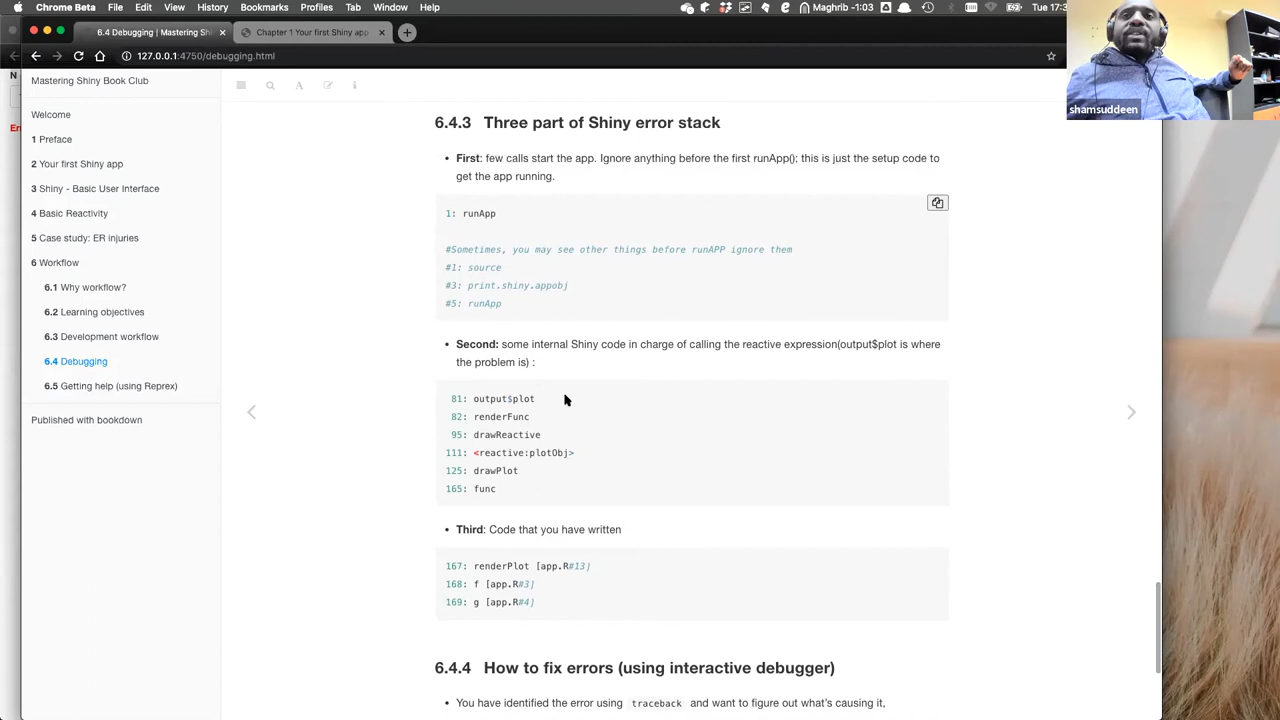 Chrome Beta File Edit View History Bookmarks Profiles Tab Window Help
Maghrib -1:03
Tue 17:3
6.4 Debugging | Mastering Sh
Chapter 1 Your first Shiny app
127.0.0.1:4750/debugging.html
N
Er
Mastering Shiny Book Club
Welcome
1 Preface
2 Your first Shiny app
3 Shiny - Basic User Interface
4 Basic Reactivity
5 Case study: ER injuries
6 Workflow
6.1 Why workflow?
6.2 Learning objectives
6.3 Development workflow
6.4 Debugging
6.5 Getting help (using Reprex)
Published with bookdown
6.4.3 Three part of Shiny error stack
• First: few calls start the app. Ignore anything before the first runApp(); this is just the setup code to
get the app running.
1: runApp
#Sometimes, you may see other things before runAPP ignore them
#1: source
#3: print.shiny.appobj
#5: runApp
• Second: some internal Shiny code in charge of calling the reactive expression(output$plot is where
the problem is) :
81: output$plot
82: renderFunc
95: drawReactive
111: <reactive:plotObj>
125: drawPlot
165: func
• Third: Code that you have written
167: renderPlot [app.R#13]
168: f [app.R#3]
169: g [app.R#4]
6.4.4 How to fix errors (using interactive debugger)
• You have identified the error using traceback and want to figure out what's causing it,
shamsuddeen